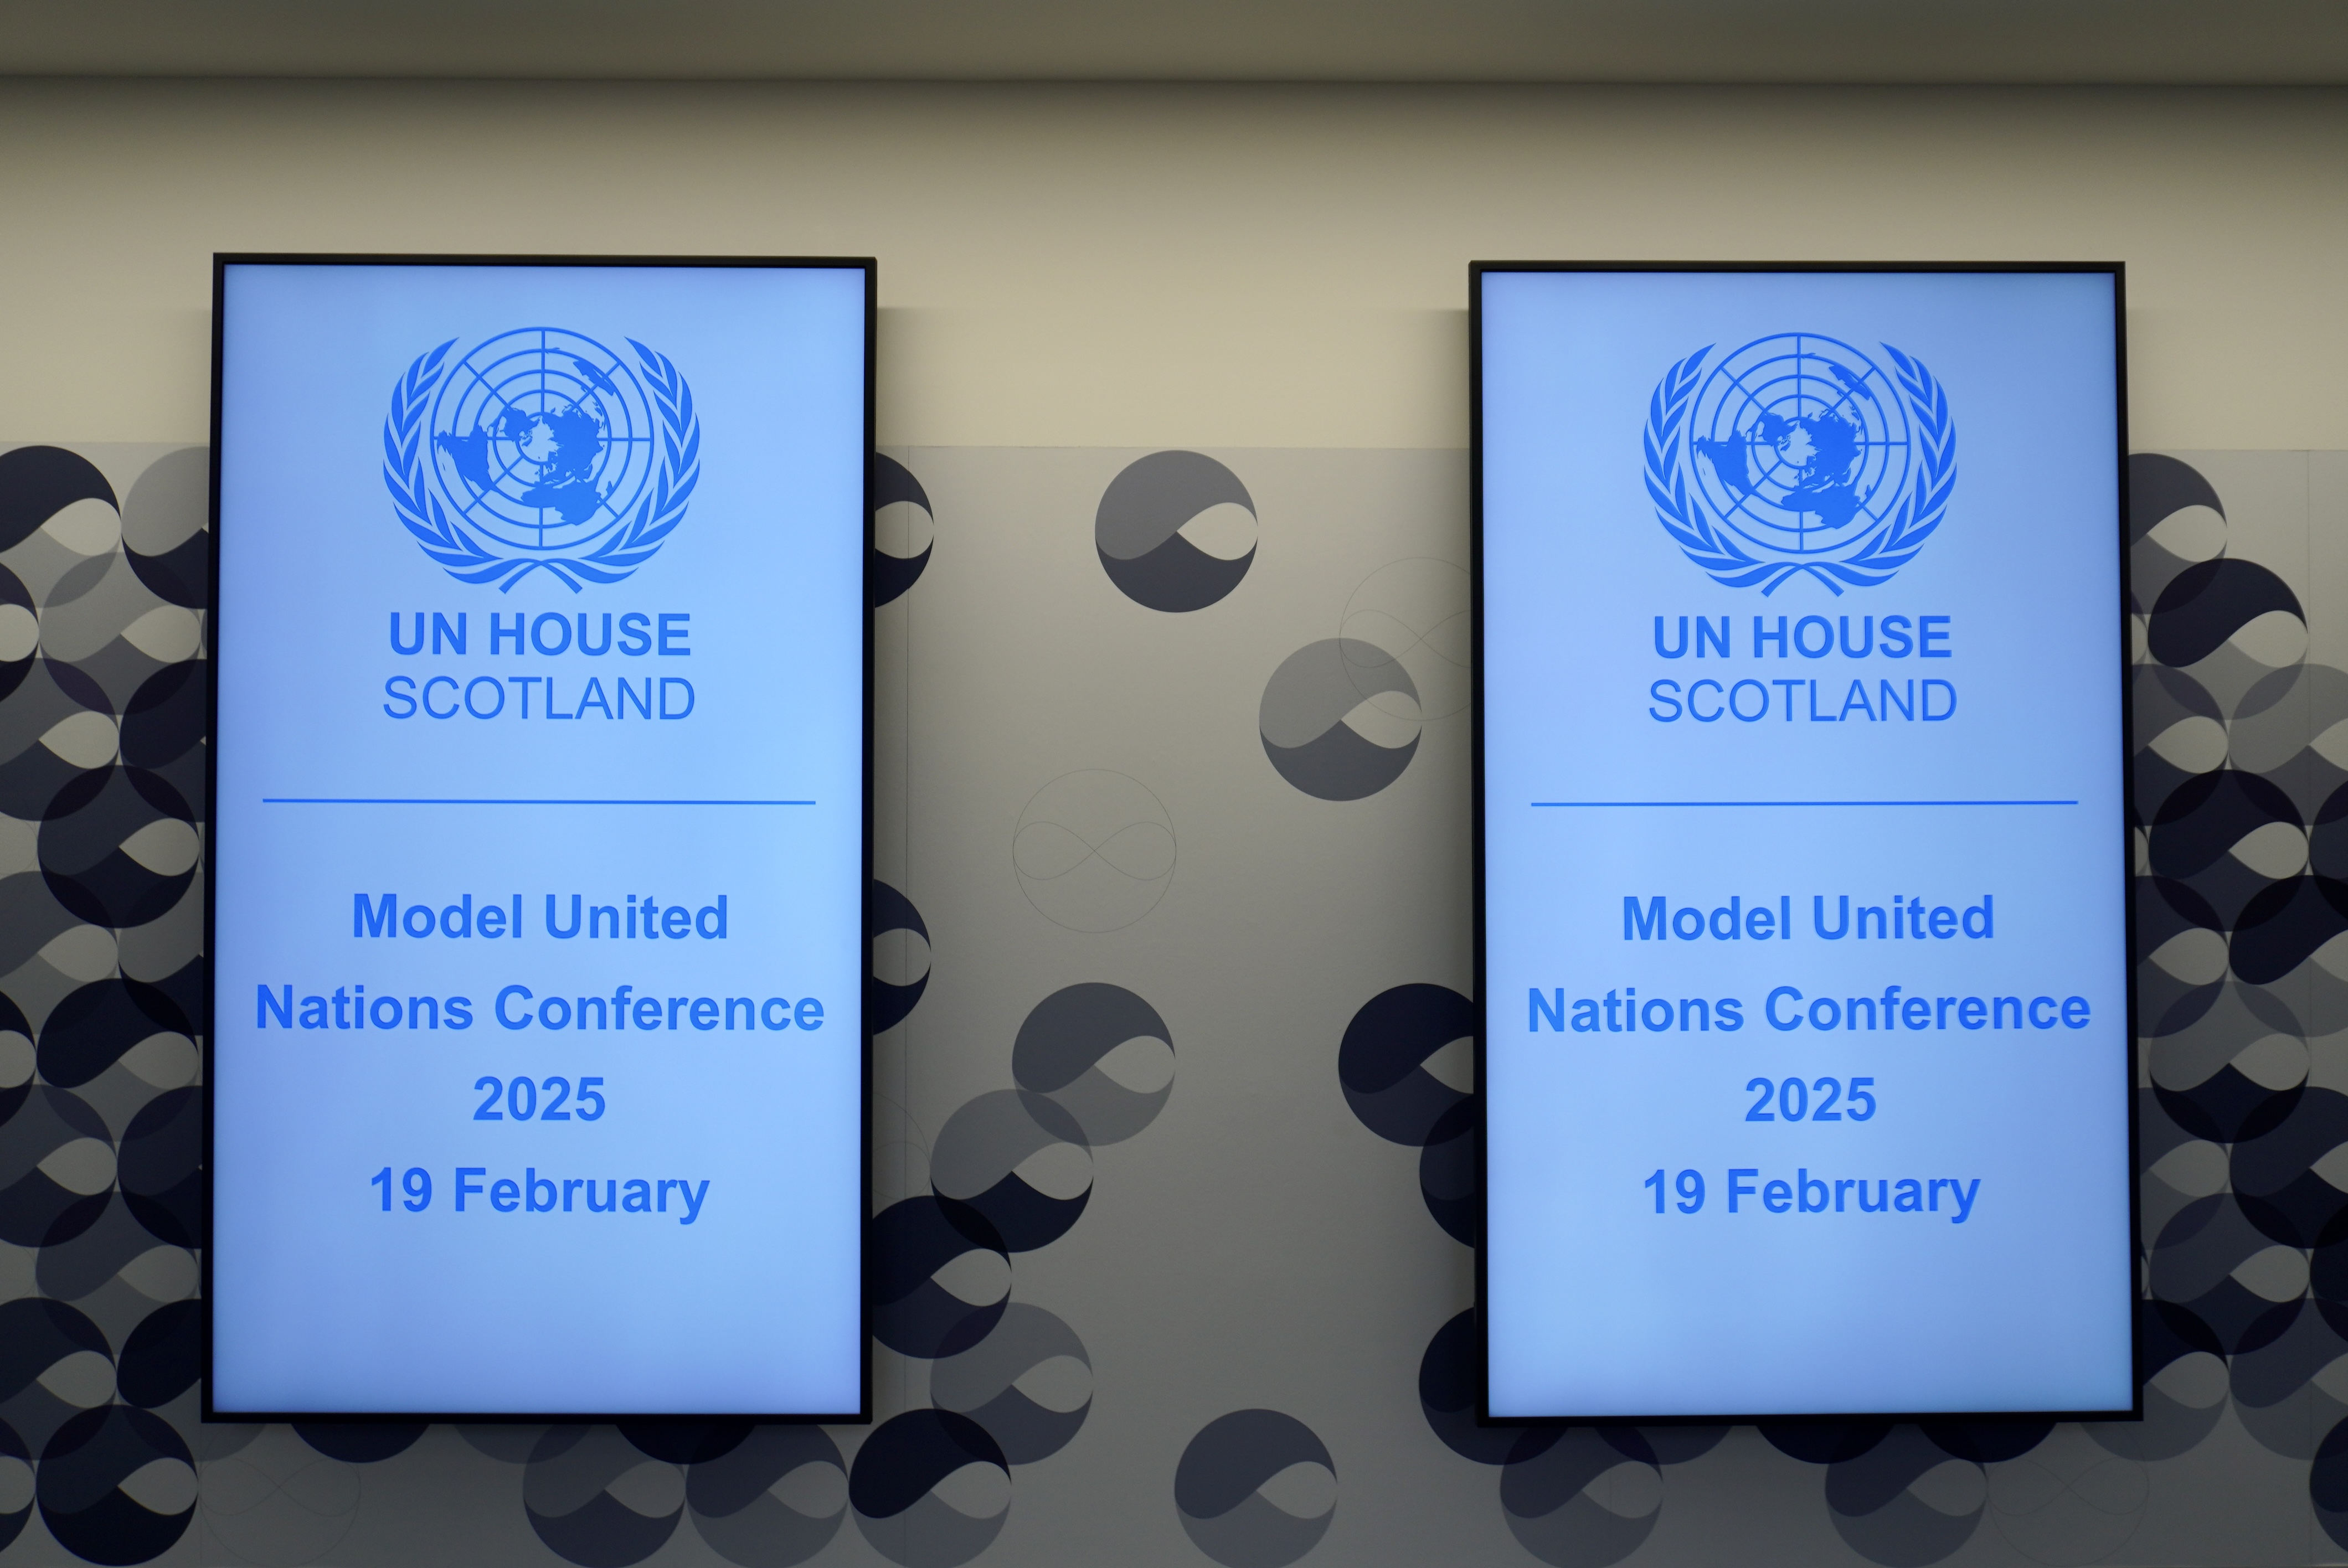 UN HOUSE
SCOTLAND
Model United
Nations Conference
2025
19 February
UN HOUSE
SCOTLAND
Model United
Nations Conference
2025
19 February